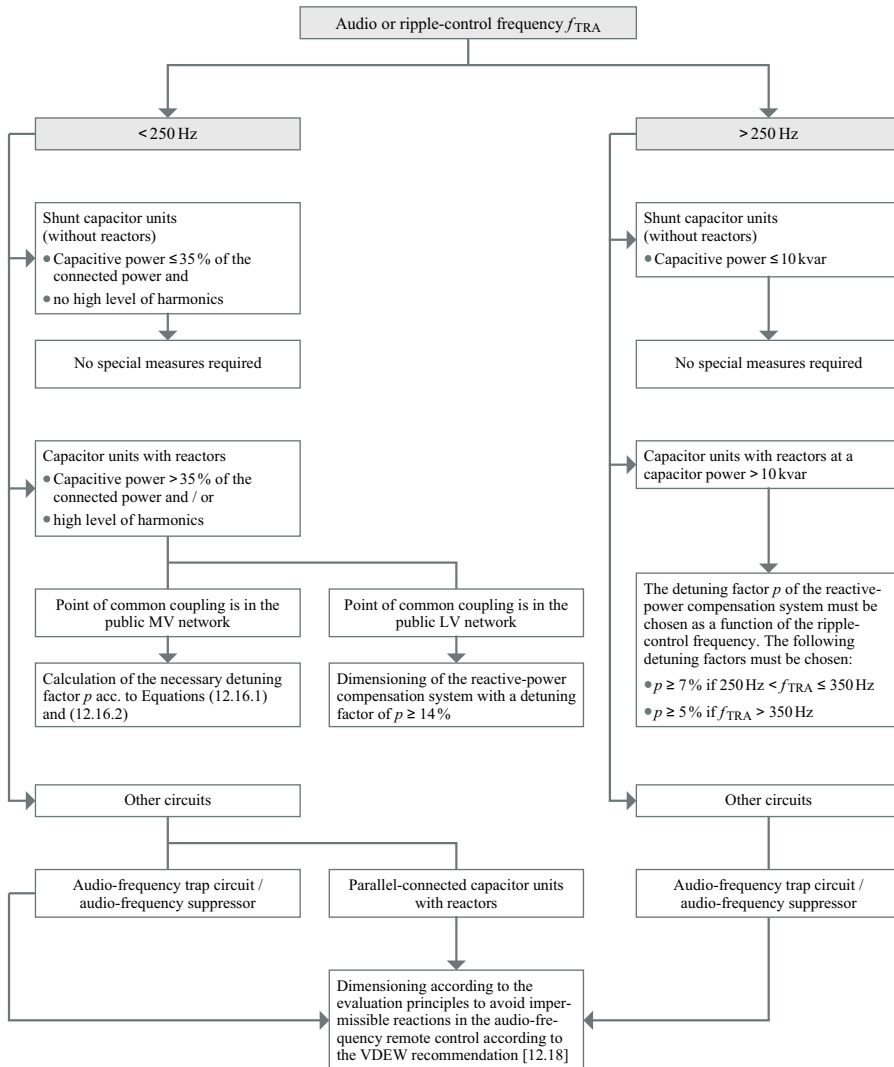 Audio or ripple-control frequency fTRA
< 250 Hz
Shunt capacitor units
(without reactors)
• Capacitive power ≤ 35 % of the
connected power and
• no high level of harmonics
No special measures required
Capacitor units with reactors
• Capacitive power > 35 % of the
connected power and / or
• high level of harmonics
Point of common coupling is in the
public MV network
Calculation of the necessary detuning
factor p acc. to Equations (12.16.1)
and (12.16.2)
Point of common coupling is in the
public LV network
Dimensioning of the reactive-power
compensation system with a detuning
factor of p ≥ 14 %
Other circuits
Audio-frequency trap circuit /
audio-frequency suppressor
Parallel-connected capacitor units
with reactors
> 250 Hz
Shunt capacitor units
(without reactors)
• Capacitive power ≤ 10 kvar
No special measures required
Capacitor units with reactors at a
capacitor power > 10 kvar
The detuning factor p of the reactive-
power compensation system must be
chosen as a function of the ripple-
control frequency. The following
detuning factors must be chosen:
• p ≥ 7 % if 250 Hz < fTRA ≤ 350 Hz
• p ≥ 5 % if fTRA > 350 Hz
Other circuits
Audio-frequency trap circuit /
audio-frequency suppressor
Dimensioning according to the
evaluation principles to avoid imper-
missible reactions in the audio-fre-
quency remote control according to
the VDEW recommendation [12.18]